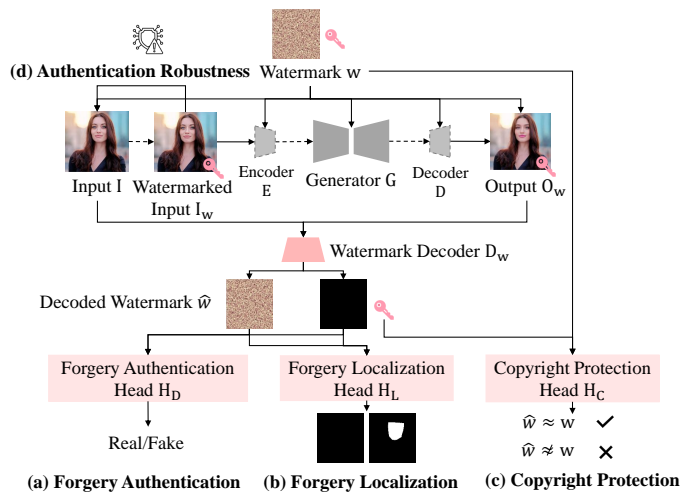 (d) Authentication Robustness
Watermark w
Input I
Watermarked
Input I_w
Encoder
E
Generator G
Decoder
D
Output O_w
Watermark Decoder D_w
Decoded Watermark ŵ
Forgery Authentication
Head H_D
Forgery Localization
Head H_L
Copyright Protection
Head H_C
Real/Fake
ŵ ≈ w ✓
ŵ ≉ w ✗
(a) Forgery Authentication
(b) Forgery Localization
(c) Copyright Protection